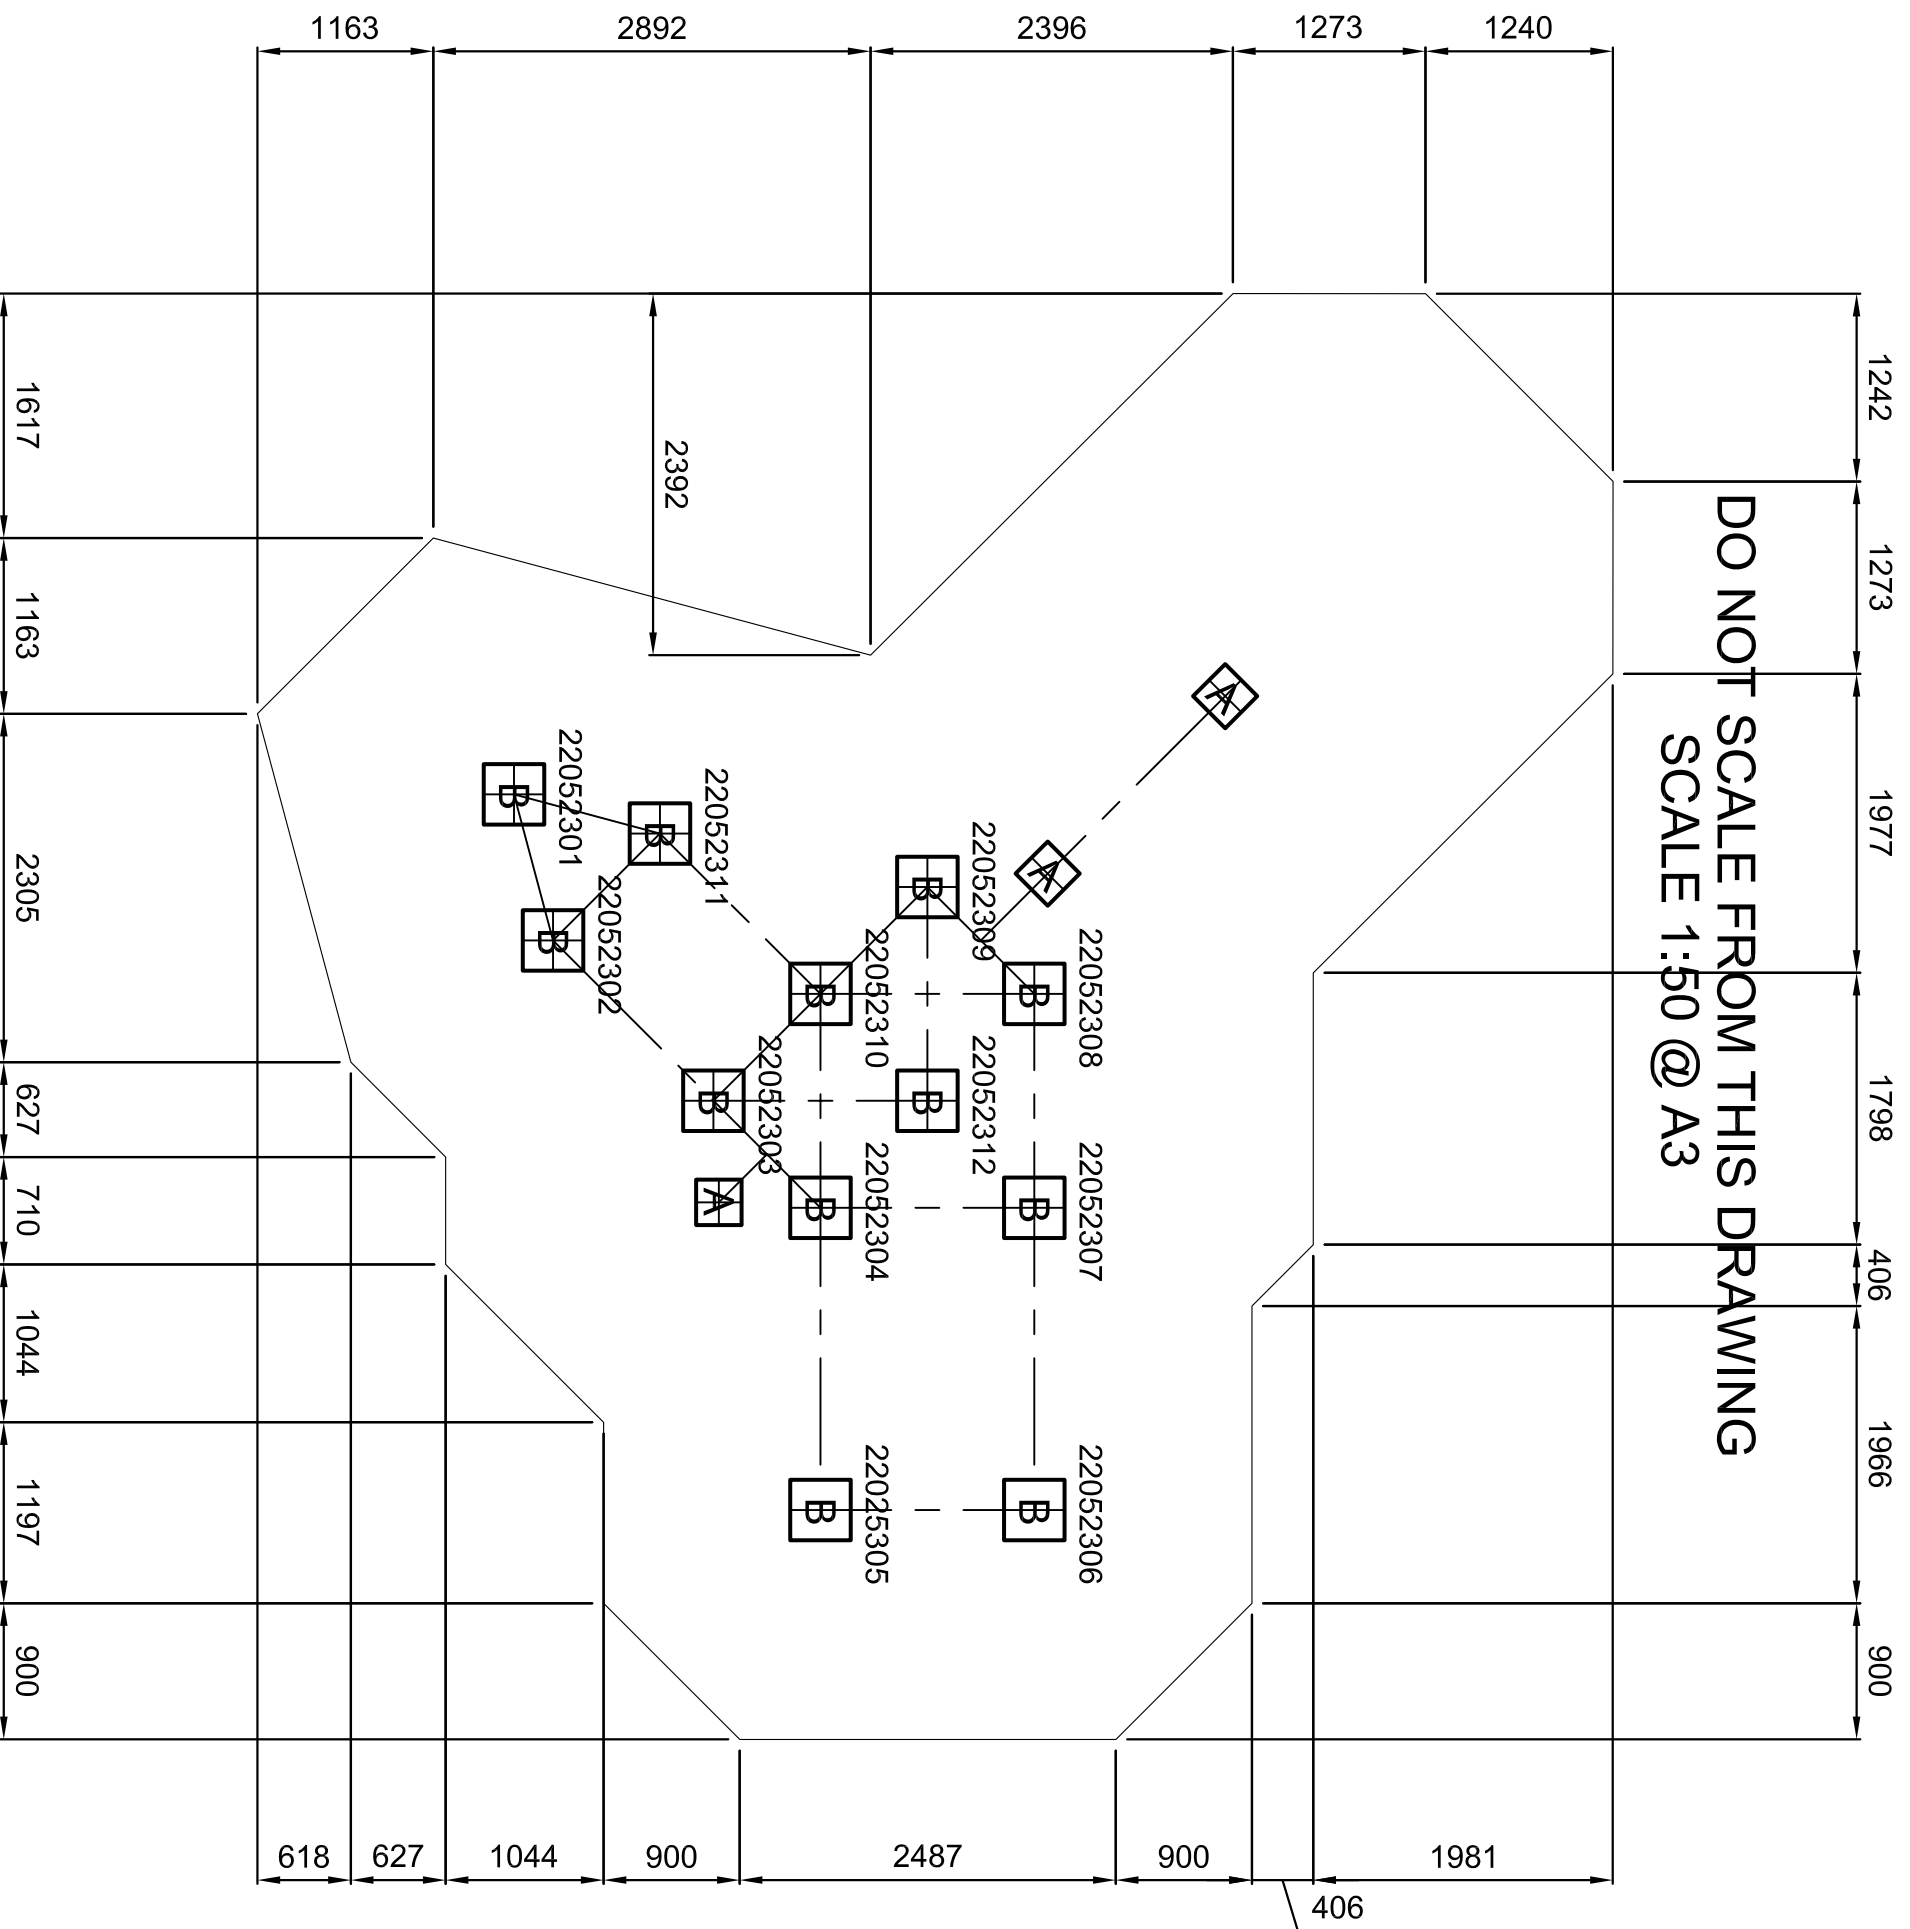 1163
2892
2396
1273
1240
1242
1273
1977
1798
406
1966
900
DO NOT SCALE FROM THIS DRAWING
SCALE 1:50 @ A3
1617
1163
2305
627
710
1044
1197
900
2392
A
A
A
B
22052301
B
22052311
B
22052302
B
22052309
B
22052310
B
22052308
B
22052303
B
22052312
B
22052304
B
22052307
B
22025305
B
22052306
618
627
1044
900
2487
900
406
1981